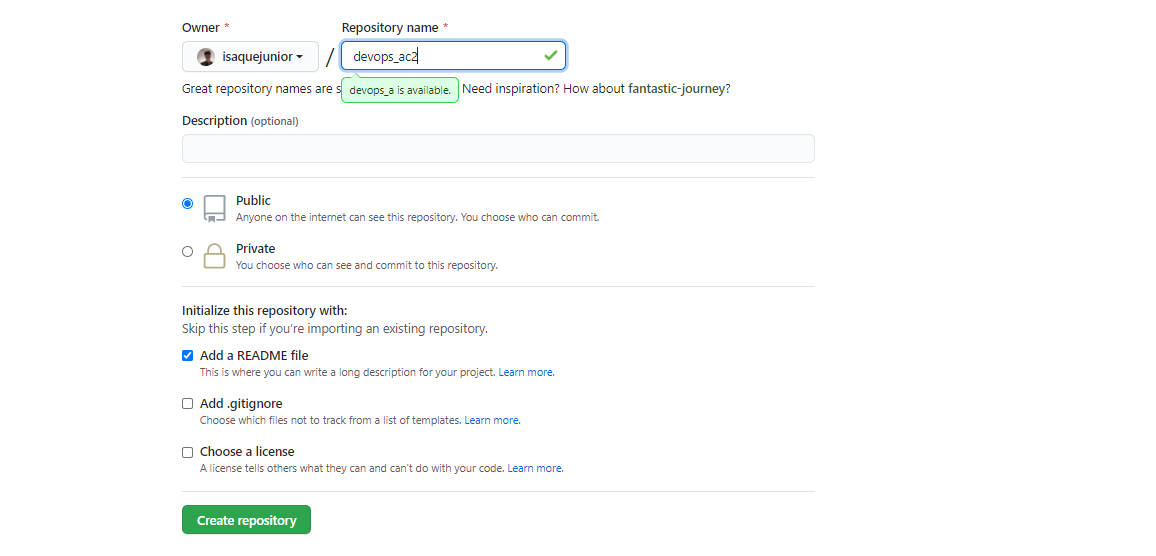 Owner * Repository name *
isaquejunior / devops_ac2
Great repository names are s
devops_a is available.
Need inspiration? How about fantastic-journey?
Description (optional)
Public
Anyone on the internet can see this repository. You choose who can commit.
Private
You choose who can see and commit to this repository.
Initialize this repository with:
Skip this step if you're importing an existing repository.
Add a README file
This is where you can write a long description for your project. Learn more.
Add .gitignore
Choose which files not to track from a list of templates. Learn more.
Choose a license
A license tells others what they can and can't do with your code. Learn more.
Create repository